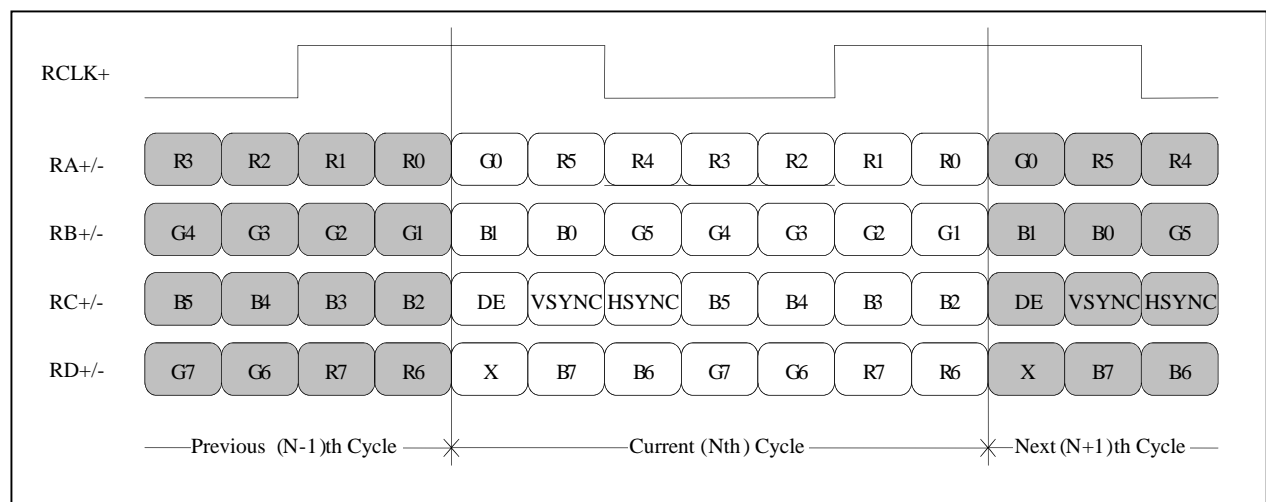 RCLK+
RA+/- R3 R2 R1 R0 G0 R5 R4 R3 R2 R1 R0 G0 R5 R4
RB+/- G4 G3 G2 G1 B1 B0 G5 G4 G3 G2 G1 B1 B0 G5
RC+/- B5 B4 B3 B2 DE VSYNC HSYNC B5 B4 B3 B2 DE VSYNC HSYNC
RD+/- G7 G6 R7 R6 X B7 B6 G7 G6 R7 R6 X B7 B6
Previous (N-1)th Cycle Current (Nth) Cycle Next (N+1)th Cycle